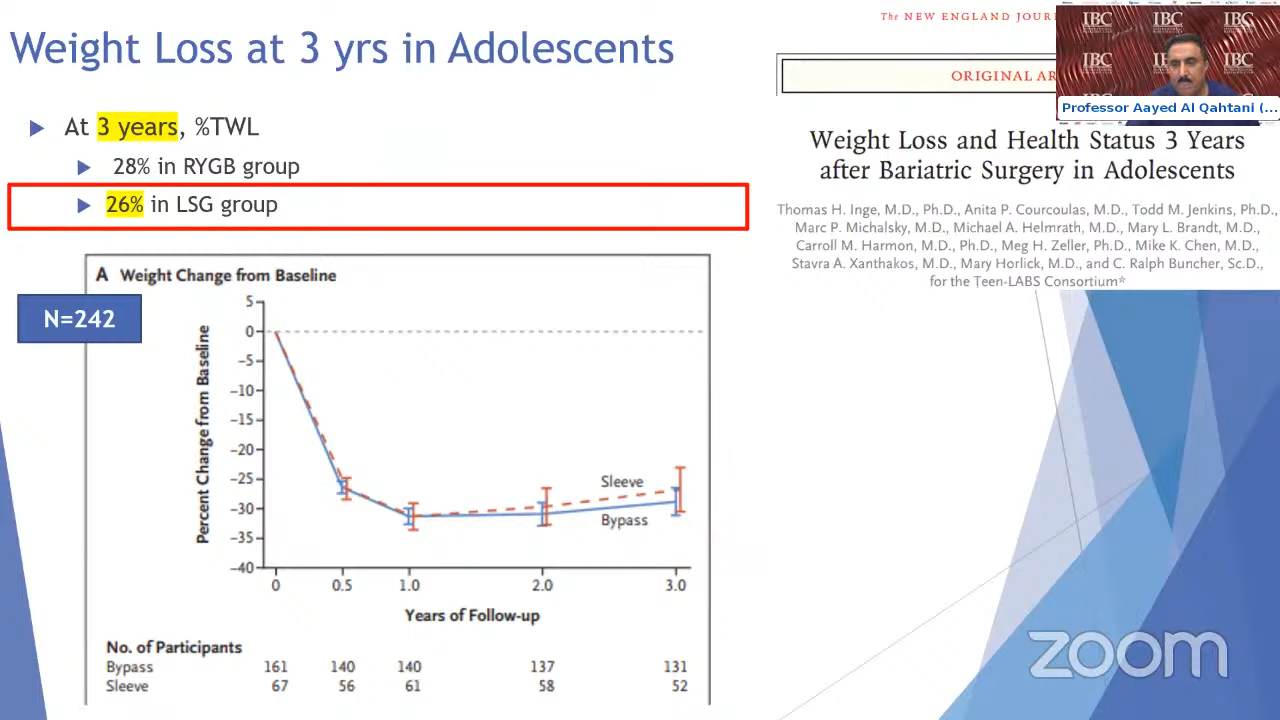 Weight Loss at 3 yrs in Adolescents
At 3 years, %TWL
28% in RYGB group
26% in LSG group
N=242
A Weight Change from Baseline
Percent Change from Baseline
5
0
−5
−10
−15
−20
−25
−30
−35
−40
Sleeve
Bypass
0 0.5 1.0 2.0 3.0
Years of Follow-up
No. of Participants
Bypass 161 140 140 137 131
Sleeve 67 56 61 58 52
The NEW ENGLAND JOUR
ORIGINAL AR
IBC IBC IBC
IBC IBC
IBC IBC
Professor Aayed Al Qahtani (...
Weight Loss and Health Status 3 Years
after Bariatric Surgery in Adolescents
Thomas H. Inge, M.D., Ph.D., Anita P. Courcoulas, M.D., Todd M. Jenkins, Ph.D.,
Marc P. Michalsky, M.D., Michael A. Helmrath, M.D., Mary L. Brandt, M.D.,
Carroll M. Harmon, M.D., Ph.D., Meg H. Zeller, Ph.D., Mike K. Chen, M.D.,
Stavra A. Xanthakos, M.D., Mary Horlick, M.D., and C. Ralph Buncher, Sc.D.,
for the Teen-LABS Consortium*
zoom